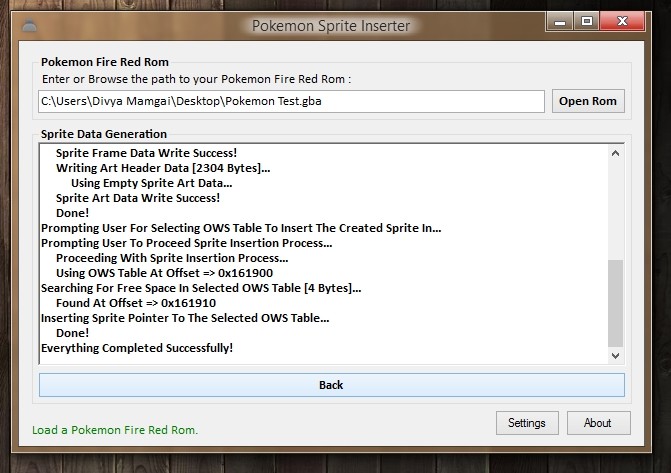 Pokemon Sprite Inserter
Pokemon Fire Red Rom
Enter or Browse the path to your Pokemon Fire Red Rom :
C:\Users\Divya Mamgai\Desktop\Pokemon Test.gba
Open Rom
Sprite Data Generation
Sprite Frame Data Write Success!
Writing Art Header Data [2304 Bytes]...
Using Empty Sprite Art Data...
Sprite Art Data Write Success!
Done!
Prompting User For Selecting OWS Table To Insert The Created Sprite In...
Prompting User To Proceed Sprite Insertion Process...
Proceeding With Sprite Insertion Process...
Using OWS Table At Offset => 0x161900
Searching For Free Space In Selected OWS Table [4 Bytes]...
Found At Offset => 0x161910
Inserting Sprite Pointer To The Selected OWS Table...
Done!
Everything Completed Successfully!
Back
Load a Pokemon Fire Red Rom.
Settings
About